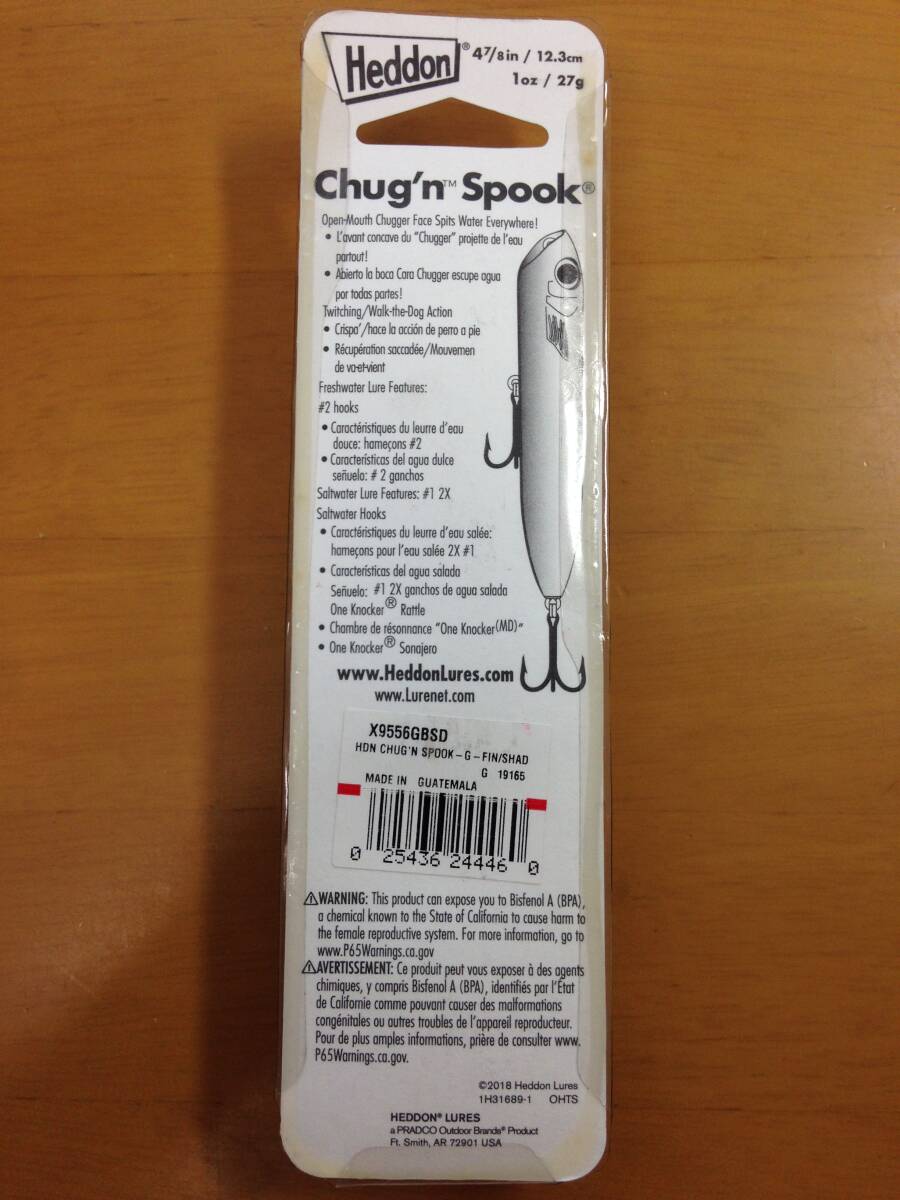 Heddon® 4⅞in / 12.3cm
1oz / 27g
Chug'n™ Spook®
Open-Mouth Chugger Face Spits Water Everywhere!
• L'avant concave du "Chugger" projette de l'eau
partout!
• Abierto la boca Cara Chugger escupe agua
por todas partes!
Twitching/Walk-the-Dog Action
• Crispa'/hace la acción de perro a pie
• Récupération saccadée/Mouvemen
de va-et-vient
Freshwater Lure Features:
#2 hooks
• Caractéristiques du leurre d'eau
douce: hameçons #2
• Características del agua dulce
señuelo: # 2 ganchos
Saltwater Lure Features: #1 2X
Saltwater Hooks
• Caractéristiques du leurre d'eau salée:
hameçons pour l'eau salée 2X #1
• Características del agua salada
Señuelo: #1 2X ganchos de agua salada
One Knocker® Rattle
• Chambre de résonnance "One Knocker(MD)"
• One Knocker® Sonajero
www.HeddonLures.com
www.Lurenet.com
X9556GBSD
HDN CHUG'N SPOOK-G-FIN/SHAD
G 19165
MADE IN GUATEMALA
0 25436 24446 0
⚠WARNING: This product can expose you to Bisfenol A (BPA),
a chemical known to the State of California to cause harm to
the female reproductive system. For more information, go to
www.P65Warnings.ca.gov
⚠AVERTISSEMENT: Ce produit peut vous exposer à des agents
chimiques, y compris Bisfenol A (BPA), identifiés par l'État
de Californie comme pouvant causer des malformations
congénitales ou autres troubles de l'appareil reproducteur.
Pour de plus amples informations, prière de consulter www.
P65Warnings.ca.gov.
©2018 Heddon Lures
1H31689-1 OHTS
HEDDON® LURES
a PRADCO Outdoor Brands® Product
Ft. Smith, AR 72901 USA